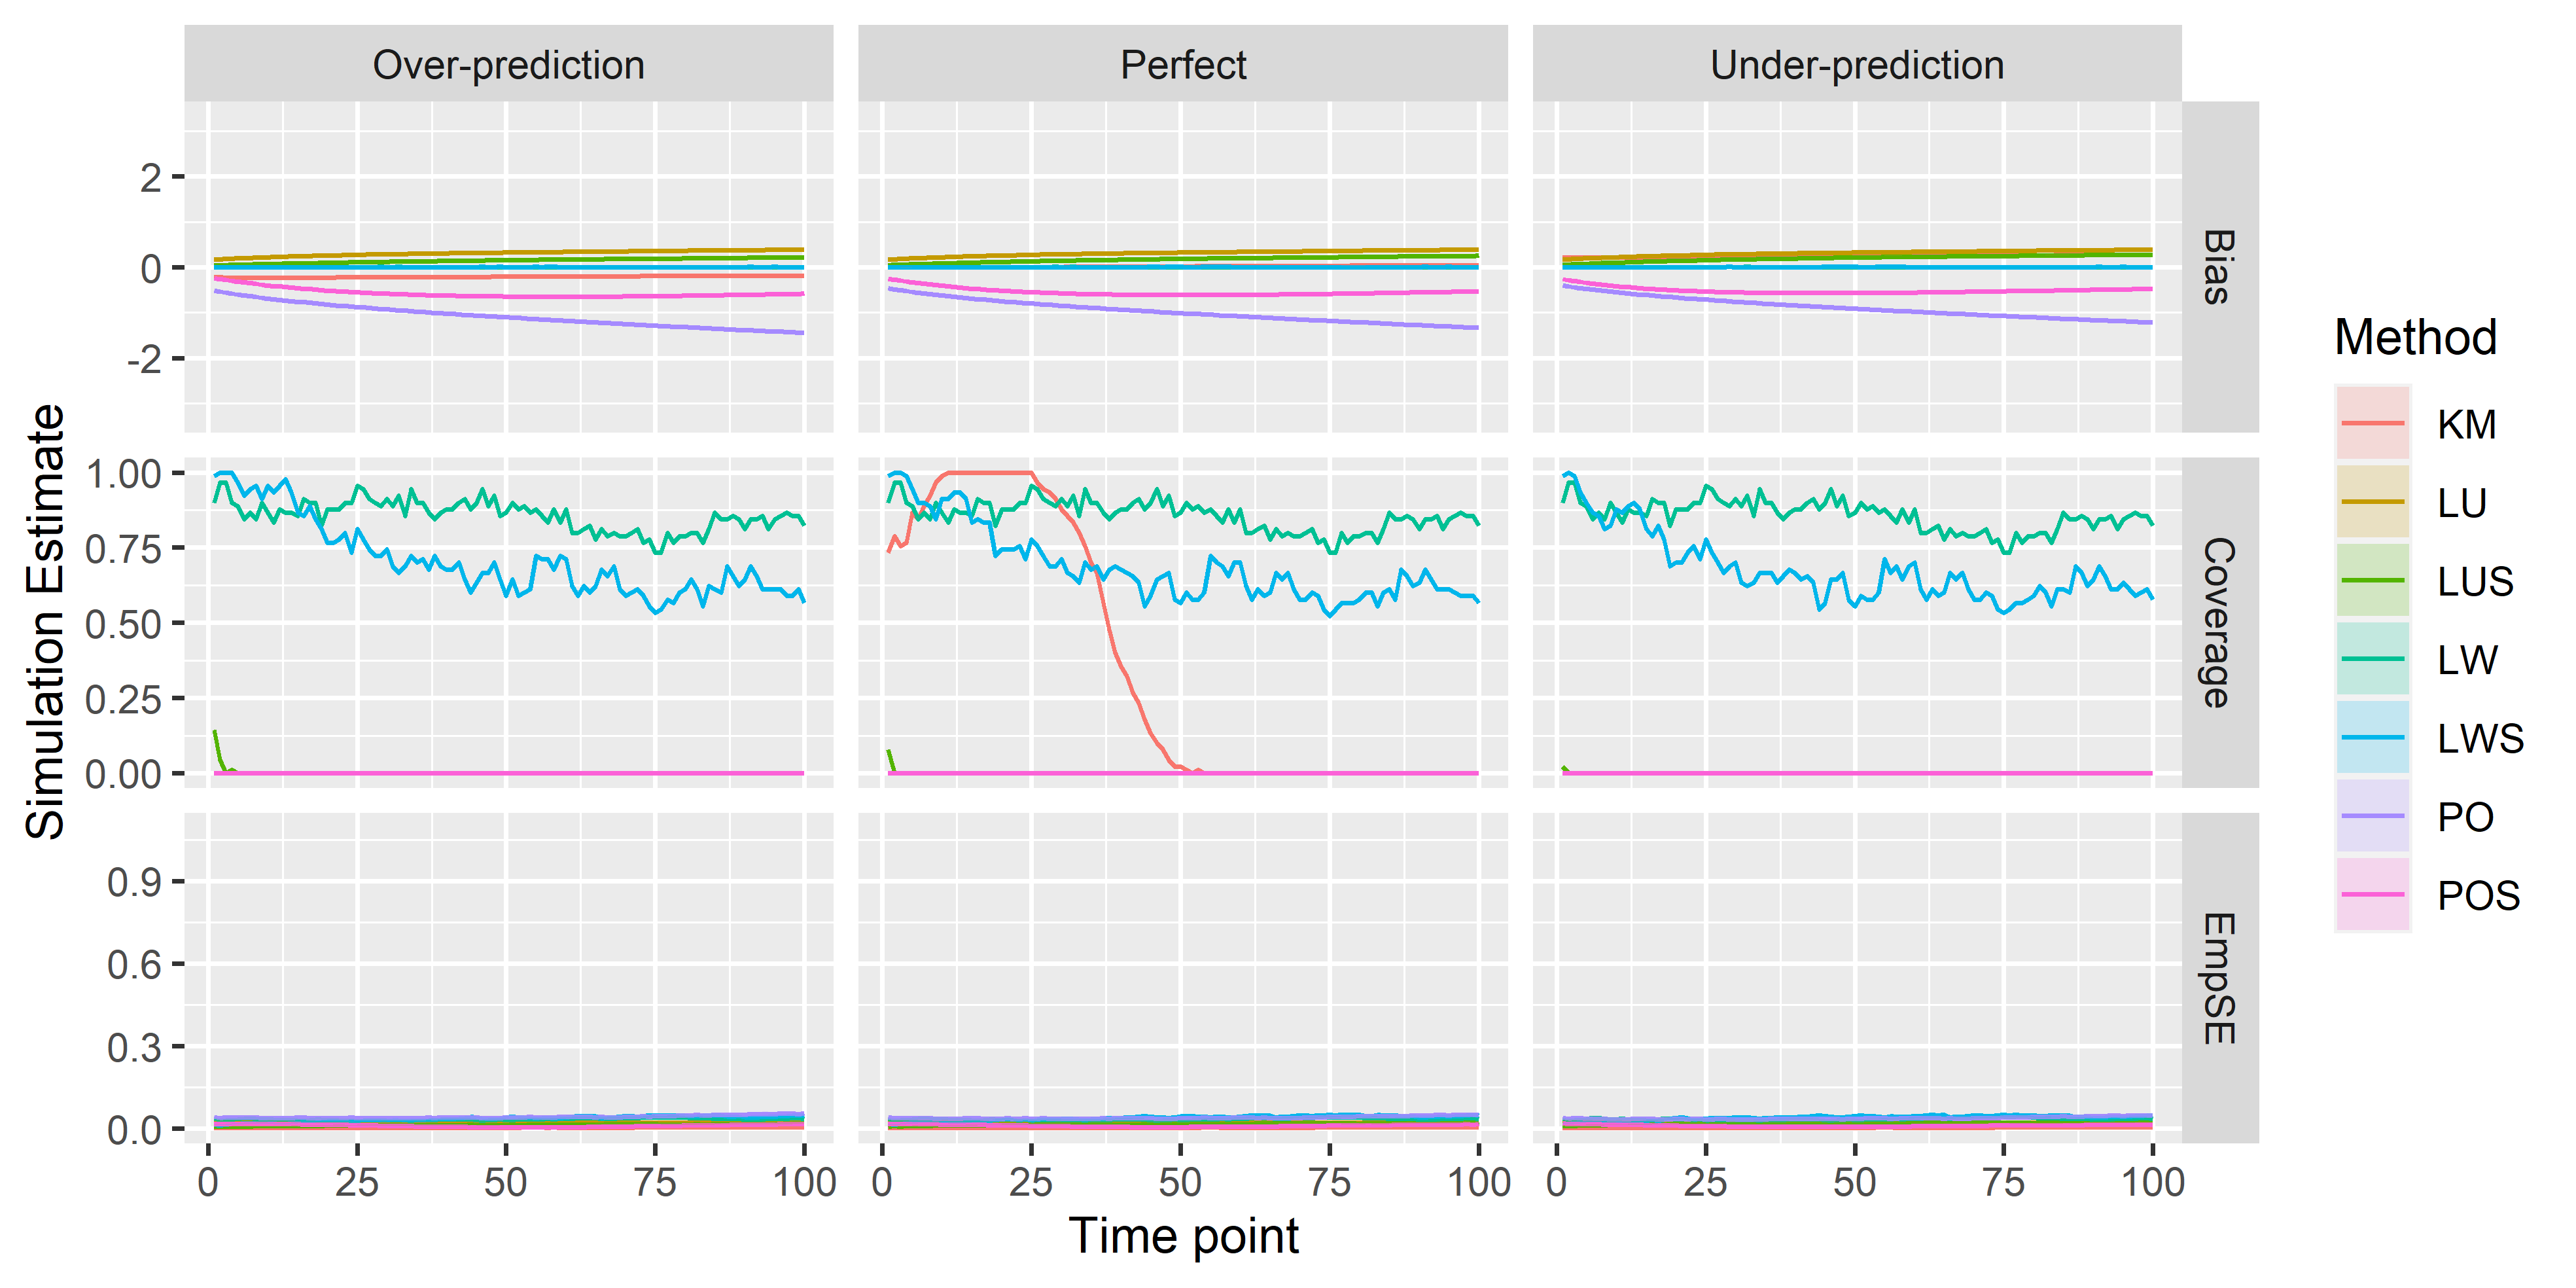 Over-prediction
Perfect
Under-prediction
Simulation Estimate
2
0
-2
Bias
1.00
0.75
0.50
0.25
0.00
Coverage
0.9
0.6
0.3
0.0
EmpSE
0
25
50
75
100
0
25
50
75
100
0
25
50
75
100
Time point
Method
KM
LU
LUS
LW
LWS
PO
POS